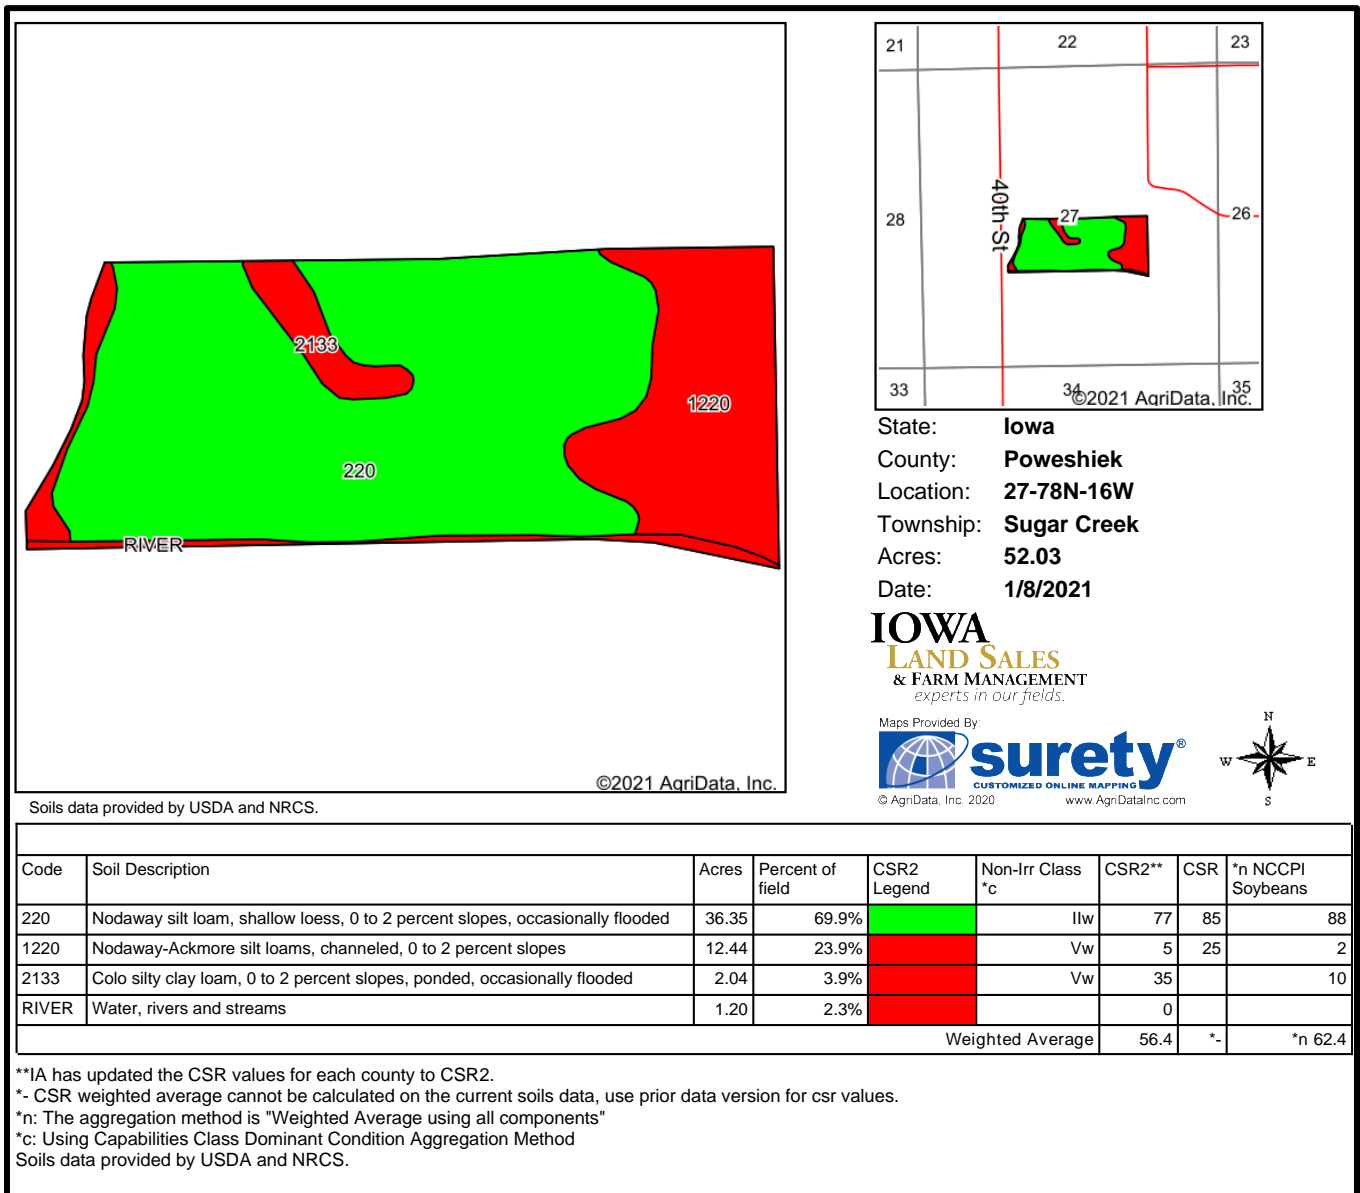 2133
1220
220
RIVER
©2021 AgriData, Inc.
Soils data provided by USDA and NRCS.
21
22
23
40th St
28
27
26
33
34
35
©2021 AgriData, Inc.
State: Iowa
County: Poweshiek
Location: 27-78N-16W
Township: Sugar Creek
Acres: 52.03
Date: 1/8/2021
IOWA
LAND SALES
& FARM MANAGEMENT
experts in our fields.
Maps Provided By:
surety®
CUSTOMIZED ONLINE MAPPING
© AgriData, Inc. 2020 www.AgriDataInc.com
N
W E
S
Code Soil Description Acres Percent of field CSR2 Legend Non-Irr Class *c CSR2** CSR *n NCCPI Soybeans
220 Nodaway silt loam, shallow loess, 0 to 2 percent slopes, occasionally flooded 36.35 69.9% IIw 77 85 88
1220 Nodaway-Ackmore silt loams, channeled, 0 to 2 percent slopes 12.44 23.9% Vw 5 25 2
2133 Colo silty clay loam, 0 to 2 percent slopes, ponded, occasionally flooded 2.04 3.9% Vw 35 10
RIVER Water, rivers and streams 1.20 2.3% 0
Weighted Average 56.4 *- *n 62.4
**IA has updated the CSR values for each county to CSR2.
*- CSR weighted average cannot be calculated on the current soils data, use prior data version for csr values.
*n: The aggregation method is "Weighted Average using all components"
*c: Using Capabilities Class Dominant Condition Aggregation Method
Soils data provided by USDA and NRCS.